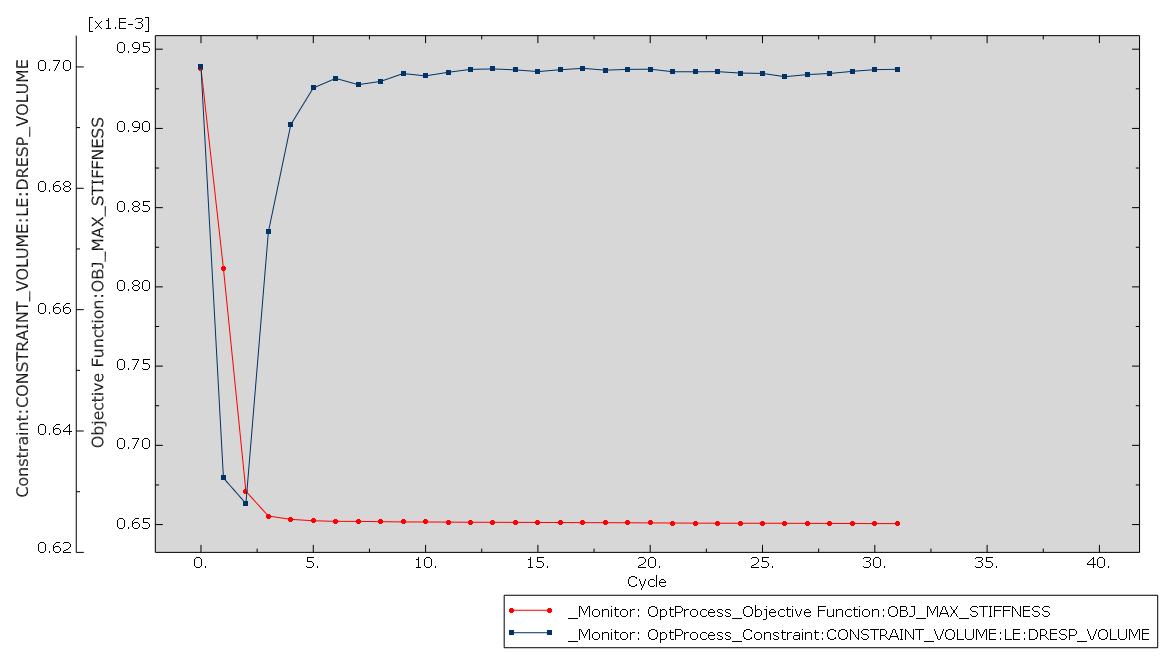 [x1.E-3]
0.95
0.90
0.85
0.80
0.75
0.70
0.65
0.70
0.68
0.66
0.64
0.62
Constraint:CONSTRAINT_VOLUME:LE:DRESP_VOLUME
Objective Function:OBJ_MAX_STIFFNESS
0. 5. 10. 15. 20. 25. 30. 35. 40.
Cycle
_Monitor: OptProcess_Objective Function:OBJ_MAX_STIFFNESS
_Monitor: OptProcess_Constraint:CONSTRAINT_VOLUME:LE:DRESP_VOLUME